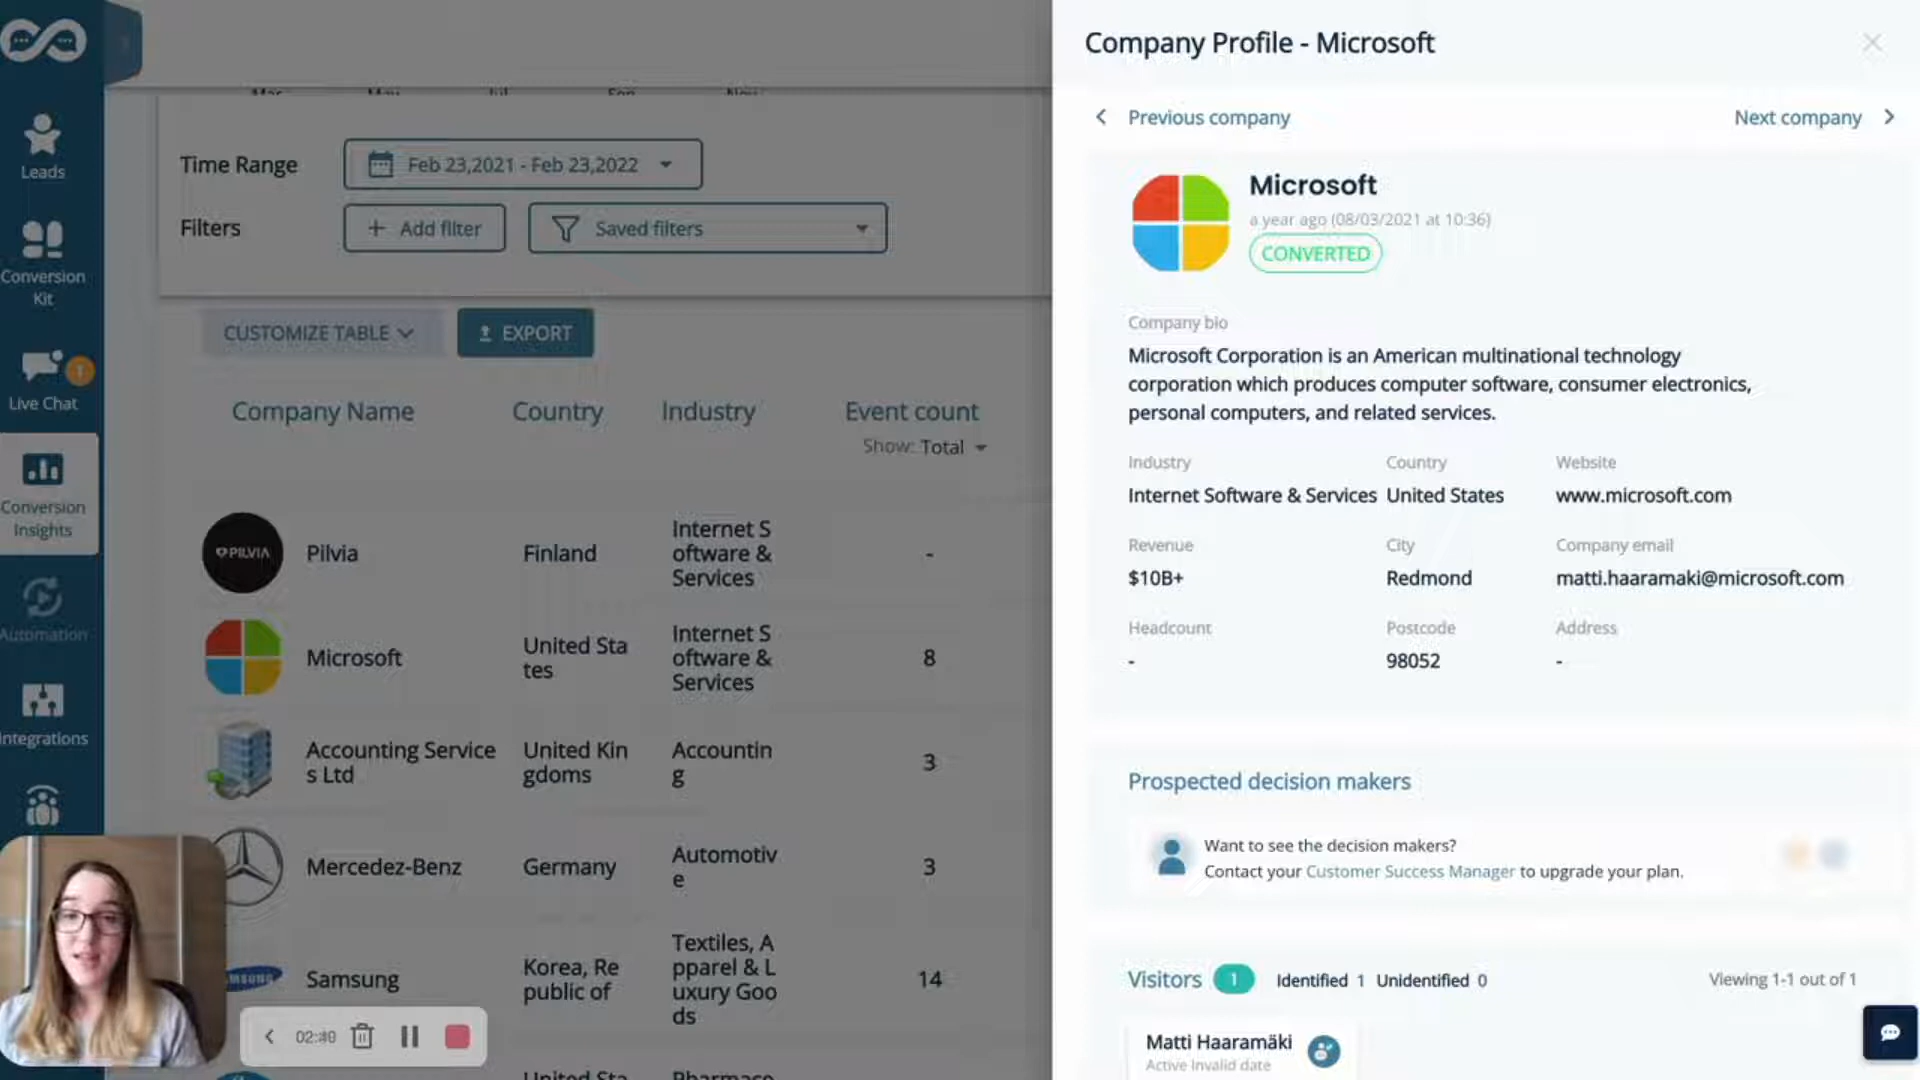 Company Profile - Microsoft
Previous company
Next company
Leads
Conversion
Kit
Live Chat
1
Conversion
Insights
Automation
Integrations
Time Range
Feb 23,2021 - Feb 23,2022
Filters
+ Add filter
Saved filters
CUSTOMIZE TABLE
EXPORT
Company Name
Country
Industry
Event count
Show: Total
PILVIA
Pilvia
Finland
Internet S
oftware &
Services
-
Microsoft
United Sta
tes
Internet S
oftware &
Services
8
Accounting Service
s Ltd
United Kin
gdoms
Accountin
g
3
Mercedez-Benz
Germany
Automotiv
e
3
Samsung
Korea, Re
public of
Textiles, A
pparel & L
uxury Goo
ds
14
02:40
Microsoft
a year ago (08/03/2021 at 10:36)
CONVERTED
Company bio
Microsoft Corporation is an American multinational technology
corporation which produces computer software, consumer electronics,
personal computers, and related services.
Industry
Internet Software & Services
Country
United States
Website
www.microsoft.com
Revenue
$10B+
City
Redmond
Company email
matti.haaramaki@microsoft.com
Headcount
-
Postcode
98052
Address
-
Prospected decision makers
Want to see the decision makers?
Contact your Customer Success Manager to upgrade your plan.
Visitors 1 Identified 1 Unidentified 0
Viewing 1-1 out of 1
Matti Haaramäki
Active Invalid date